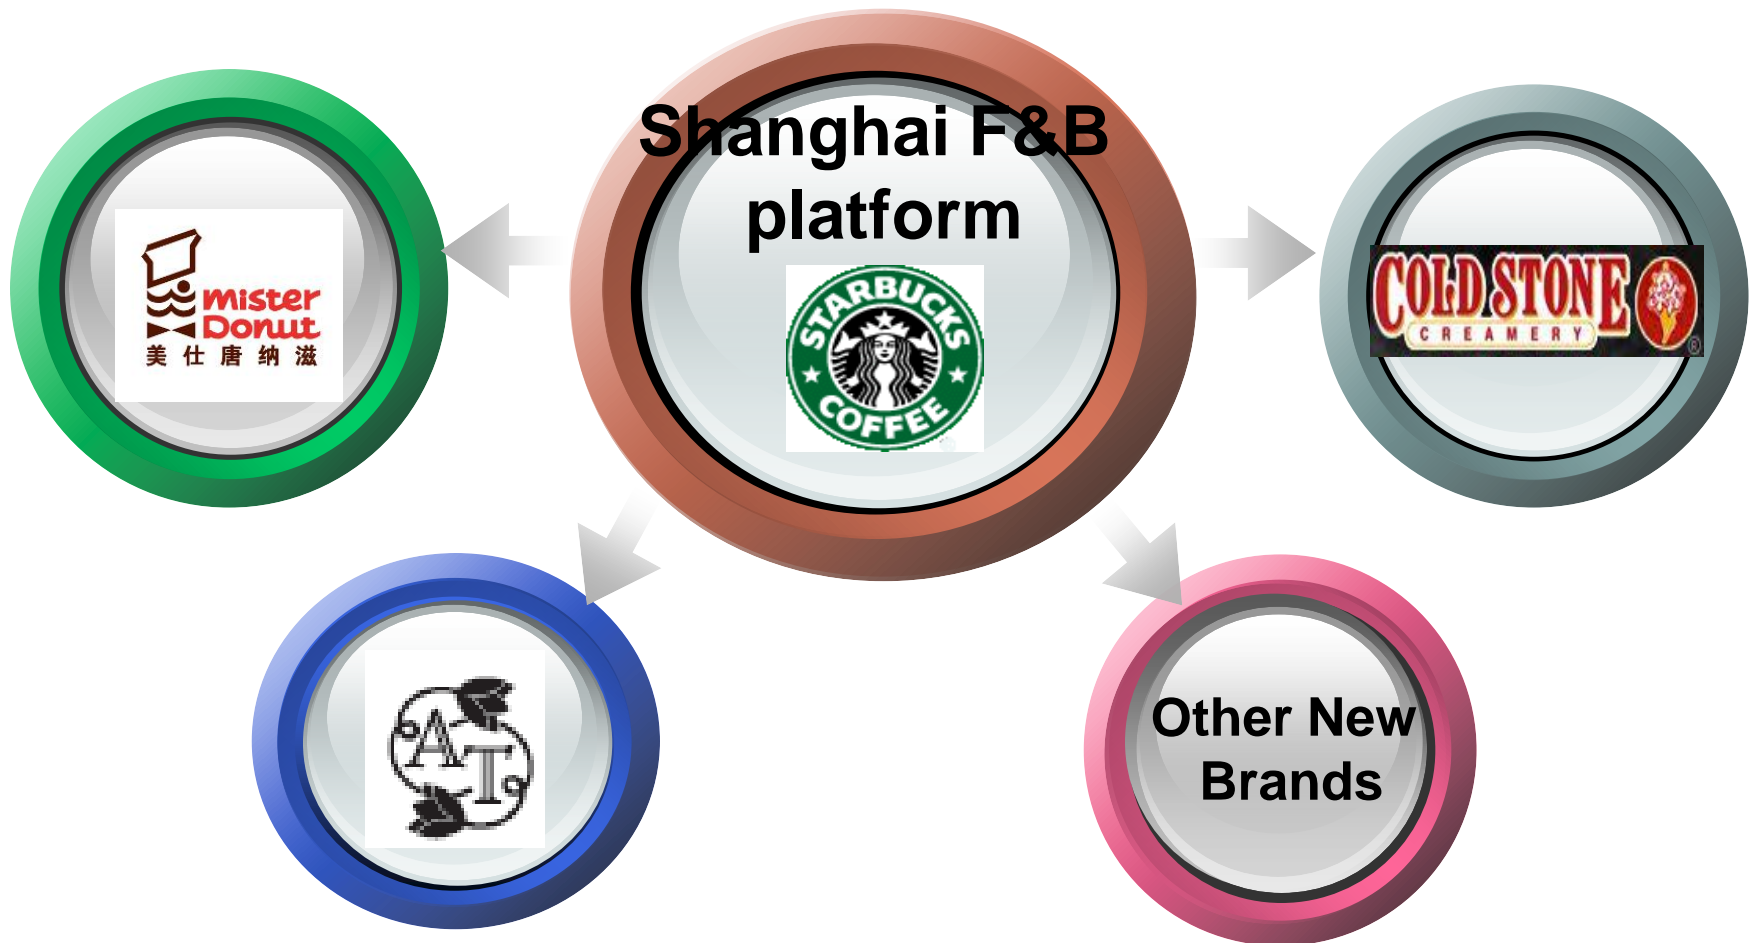 Shanghai F&B
platform
STARBUCKS
COFFEE
mister
Donut
美仕唐纳滋
COLD STONE
CREAMERY
®
AT
Other New
Brands